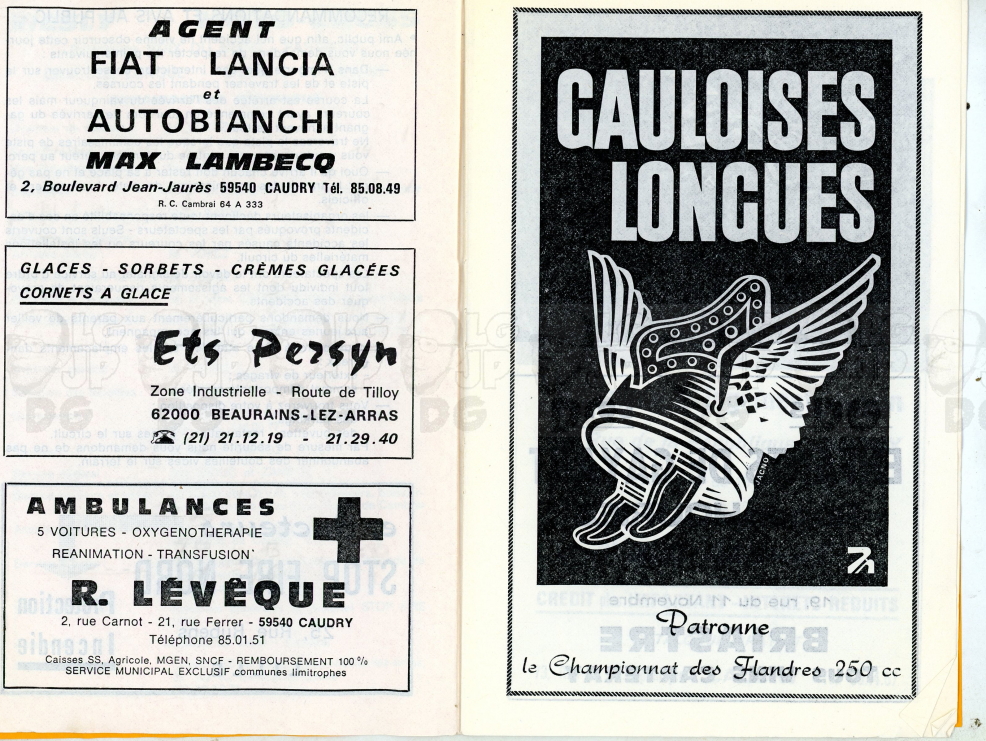 AGENT
FIAT LANCIA
et
AUTOBIANCHI
MAX LAMBECQ
2, Boulevard Jean-Jaurès 59540 CAUDRY Tél. 85.08.49
R. C. Cambrai 64 A 333
GLACES - SORBETS - CRÈMES GLACÉES
CORNETS A GLACE
Ets Persyn
Zone Industrielle - Route de Tilloy
62000 BEAURAINS-LEZ-ARRAS
☎ (21) 21.12.19 - 21.29.40
AMBULANCES
5 VOITURES - OXYGENOTHERAPIE
REANIMATION - TRANSFUSION
R. LÉVÊQUE
2, rue Carnot - 21, rue Ferrer - 59540 CAUDRY
Téléphone 85.01.51
Caisses SS, Agricole, MGEN, SNCF - REMBOURSEMENT 100 %
SERVICE MUNICIPAL EXCLUSIF communes limitrophes
GAULOISES
LONGUES
JACNO
Patronne
le Championnat des Flandres 250 cc
LG JP DG